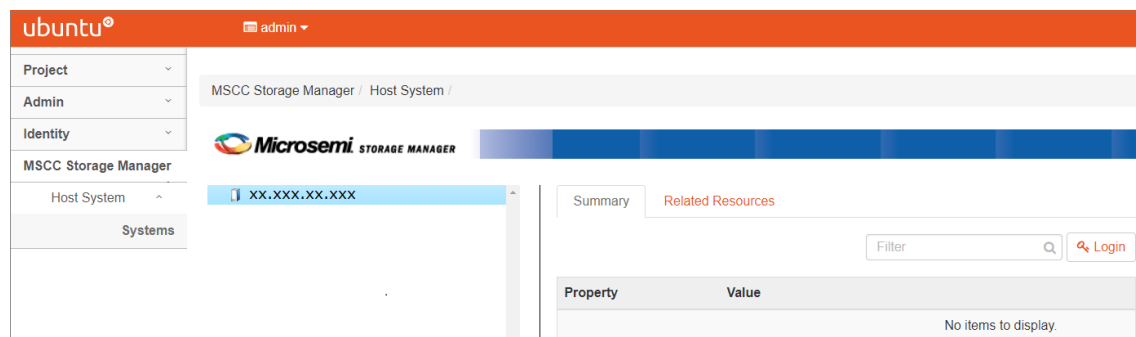 ubuntu® admin
Project
Admin
Identity
MSCC Storage Manager
Host System
Systems
MSCC Storage Manager / Host System /
Microsemi. STORAGE MANAGER
XX.XXX.XX.XXX
Summary Related Resources
Filter Login
Property Value
No items to display.